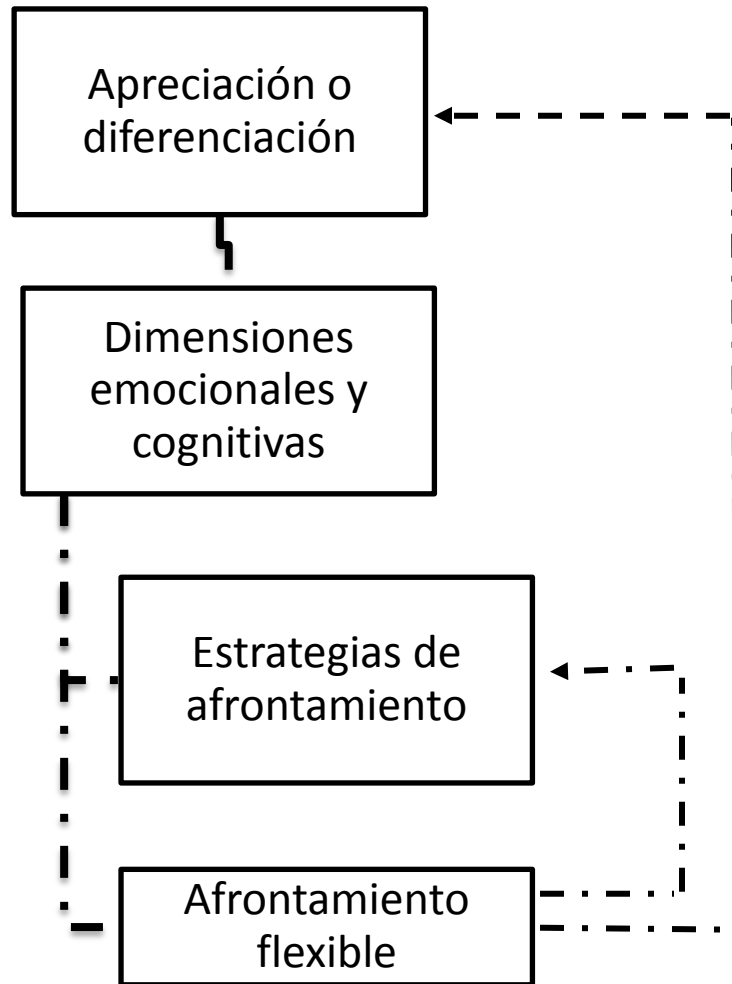 Apreciación o
diferenciación
Dimensiones
emocionales y
cognitivas
Estrategias de
afrontamiento
Afrontamiento
flexible